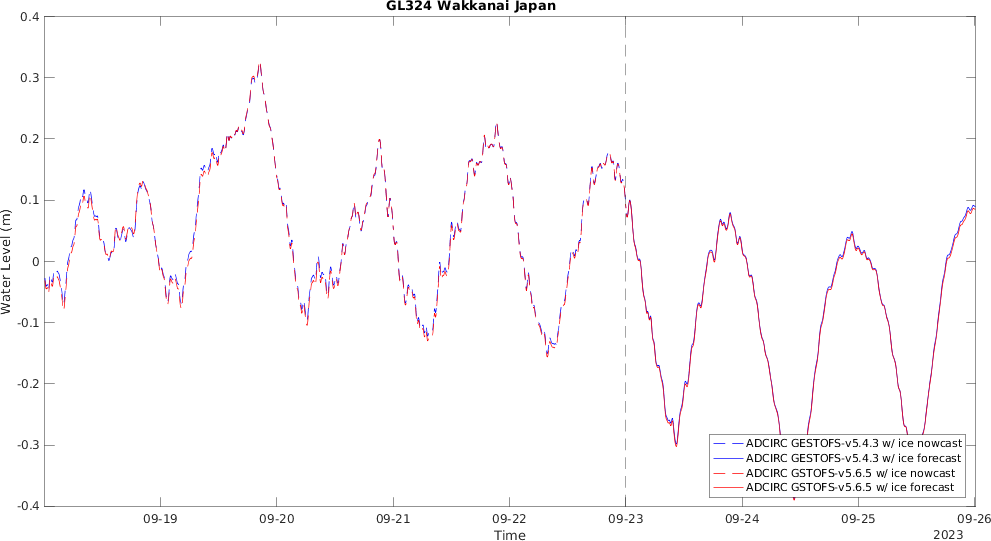 GL324 Wakkanai Japan
0.4
0.3
0.2
0.1
0
-0.1
-0.2
-0.3
-0.4
Water Level (m)
ADCIRC GESTOFS-v5.4.3 w/ ice nowcast
ADCIRC GESTOFS-v5.4.3 w/ ice forecast
ADCIRC GSTOFS-v5.6.5 w/ ice nowcast
ADCIRC GSTOFS-v5.6.5 w/ ice forecast
09-19 09-20 09-21 09-22 09-23 09-24 09-25 09-26
Time 2023